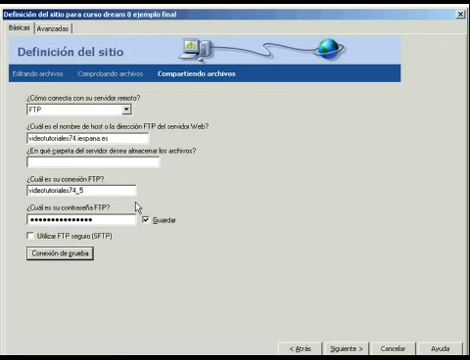 Definición del sitio para curso dream 8 ejemplo final
Básicas Avanzadas
Definición del sitio
Editando archivos Comprobando archivos Compartiendo archivos
¿Cómo conecta con su servidor remoto?
FTP
¿Cuál es el nombre de host o la dirección FTP del servidor Web?
videotutoriales74.iespana.es
¿En qué carpeta del servidor desea almacenar los archivos?
¿Cuál es su conexión FTP?
videotutoriales74_5
¿Cuál es su contraseña FTP?
●●●●●●●●●●●●●●● Guardar
Utilizar FTP seguro (SFTP)
Conexión de prueba
< Atrás Siguiente > Cancelar Ayuda